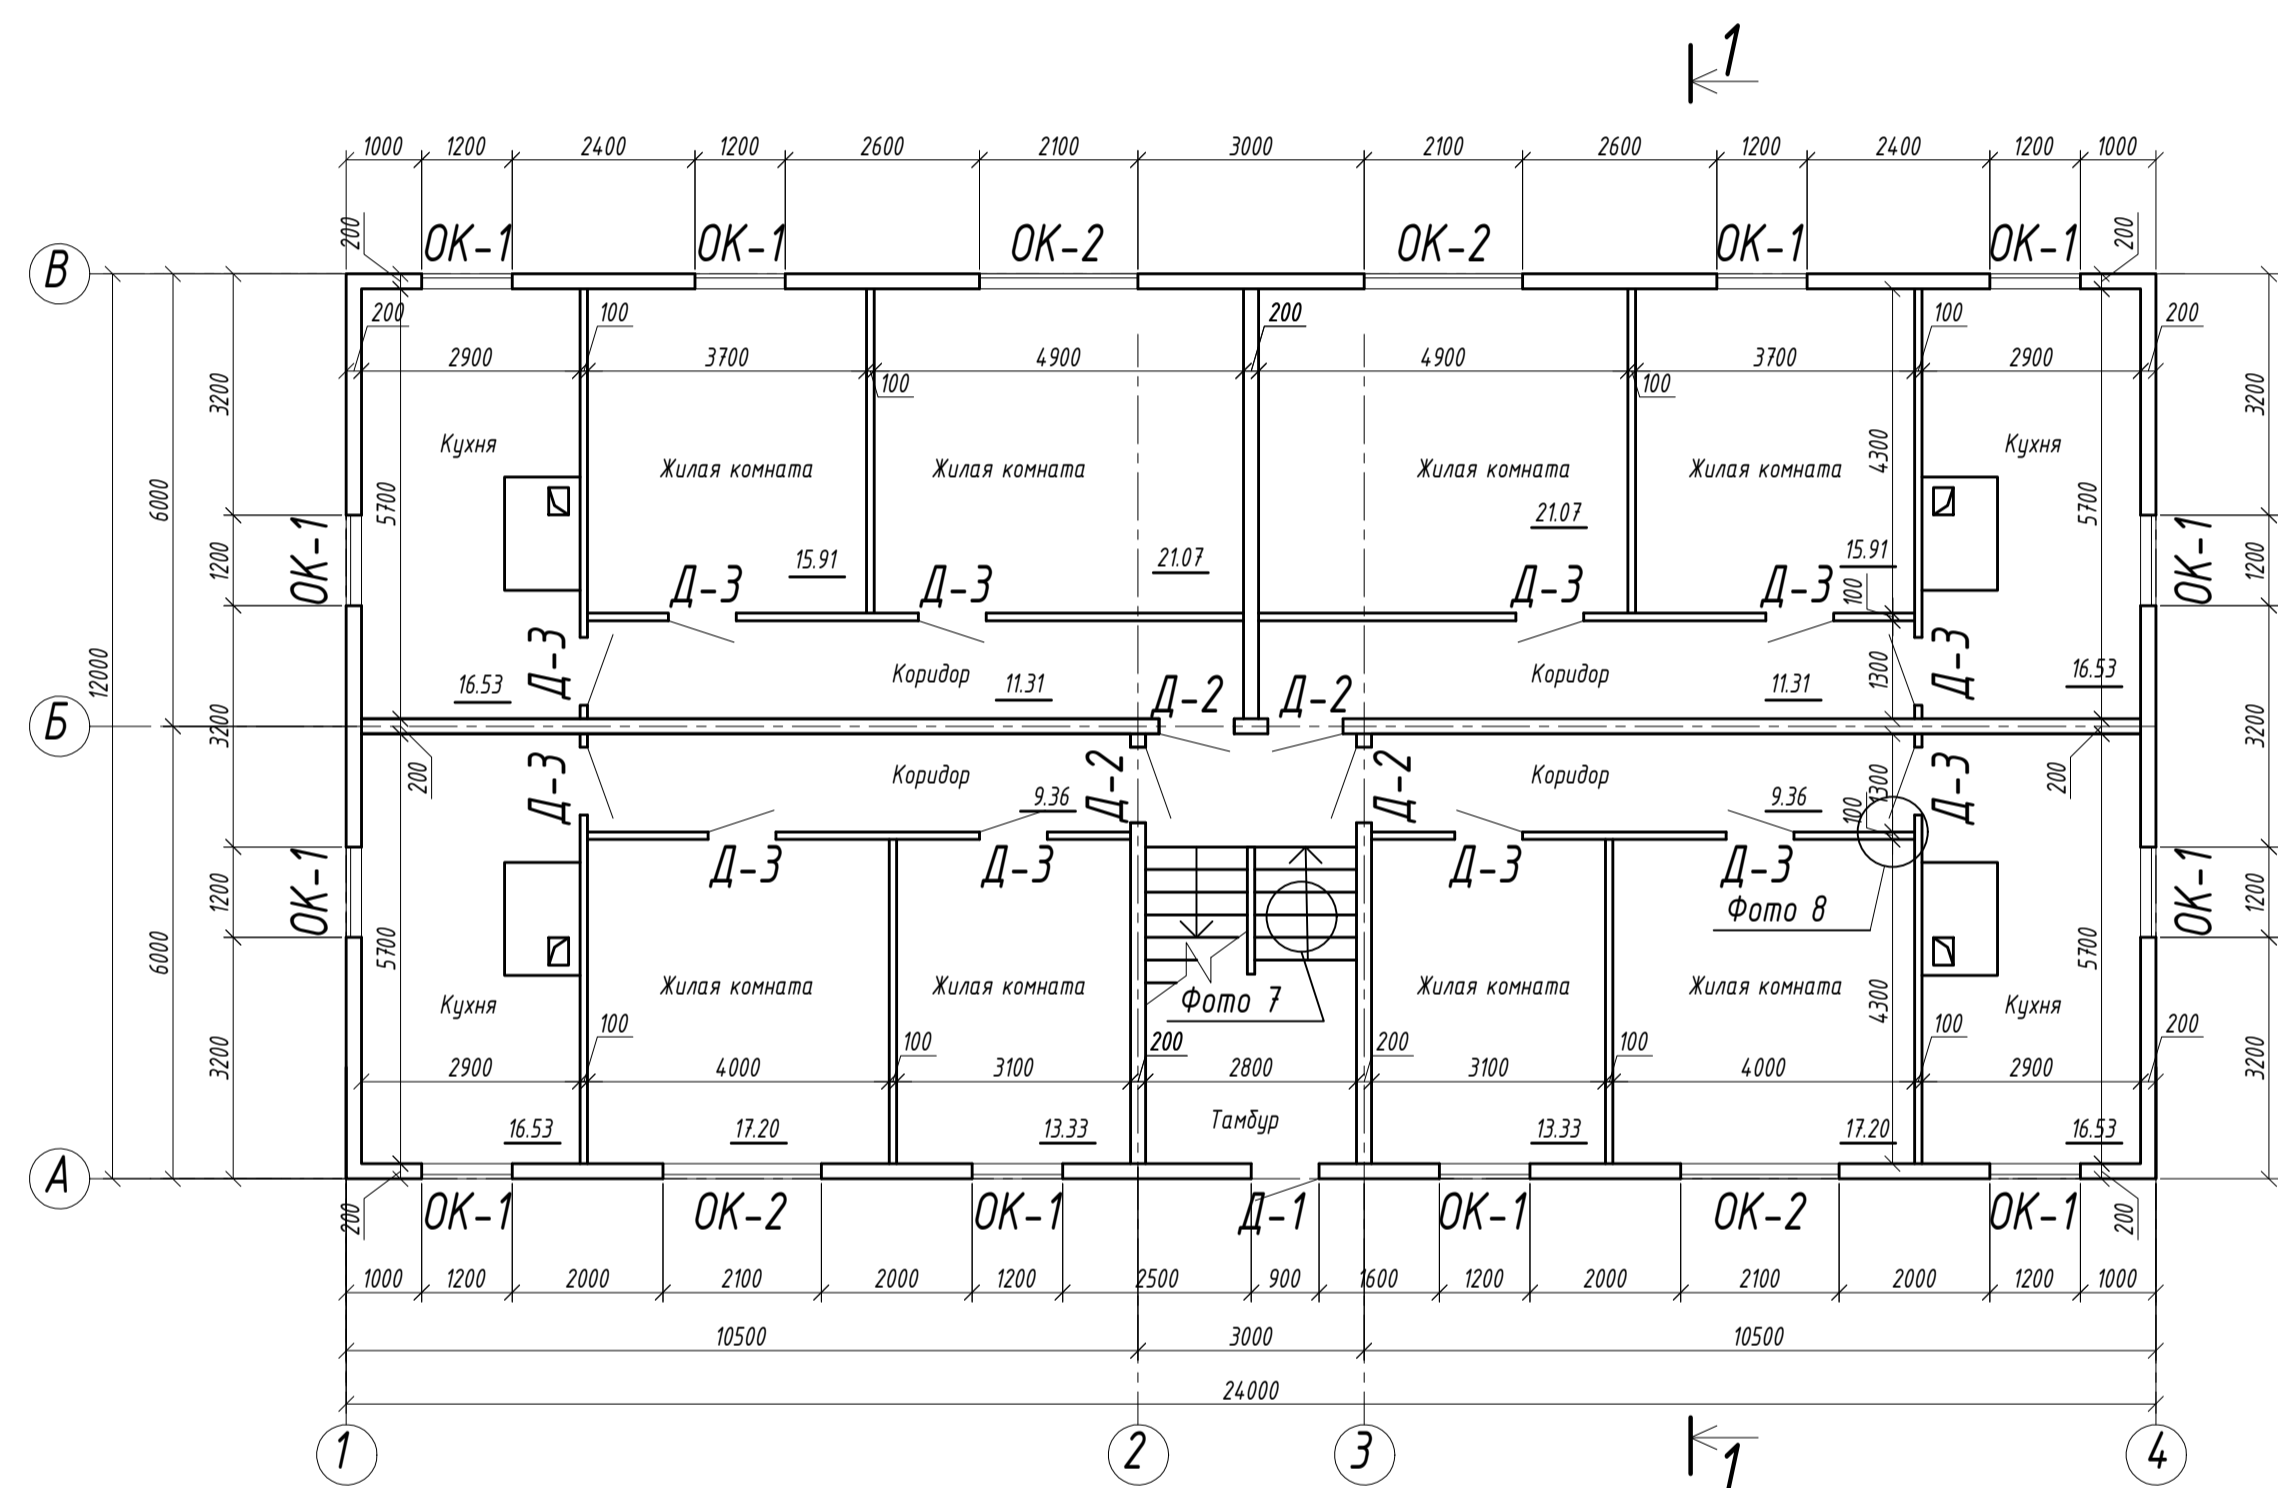 1
1000 1200 2400 1200 2600 2100 3000 2100 2600 1200 2400 1200 1000
200 ОК-1 ОК-1 ОК-2 ОК-2 ОК-1 ОК-1 200
В
200 100 200 100 200
2900 3700 4900 4900 3700 2900
100 100
3200 3200
Кухня 4300 Кухня
Жилая комната Жилая комната Жилая комната Жилая комната
6000 5700 5700
21.07
ОК-1 1200 15.91 21.07 15.91 ОК-1 1200
Д-3 Д-3 Д-3 Д-3 100
12000
Д-3 Коридор Коридор 1300 Д-3
16.53 11.31 Д-2 Д-2 11.31 16.53
Б 3200 3200
200 Д-3 Коридор Д-2 Д-2 Коридор 1300 Д-3 200
9.36 9.36 100
Д-3 Д-3 Д-3 Д-3
ОК-1 1200 ОК-1 1200
Фото 8
6000 5700 5700
Жилая комната Жилая комната Жилая комната Жилая комната
Кухня Фото 7 4300 Кухня
100 100 200 200 100 100 200
3200 3200
2900 4000 3100 2800 3100 4000 2900
Тамбур
16.53 17.20 13.33 13.33 17.20 16.53
А
200 ОК-1 ОК-2 ОК-1 Д-1 ОК-1 ОК-2 ОК-1 200
1000 1200 2000 2100 2000 1200 2500 900 1600 1200 2000 2100 2000 1200 1000
10500 3000 10500
24000
1 2 3 1 4